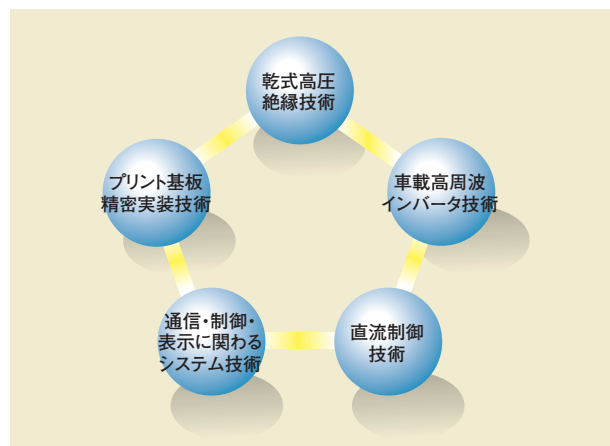 乾式高圧
絶縁技術
プリント基板
精密実装技術
車載高周波
インバータ技術
通信・制御・
表示に関わる
システム技術
直流制御
技術